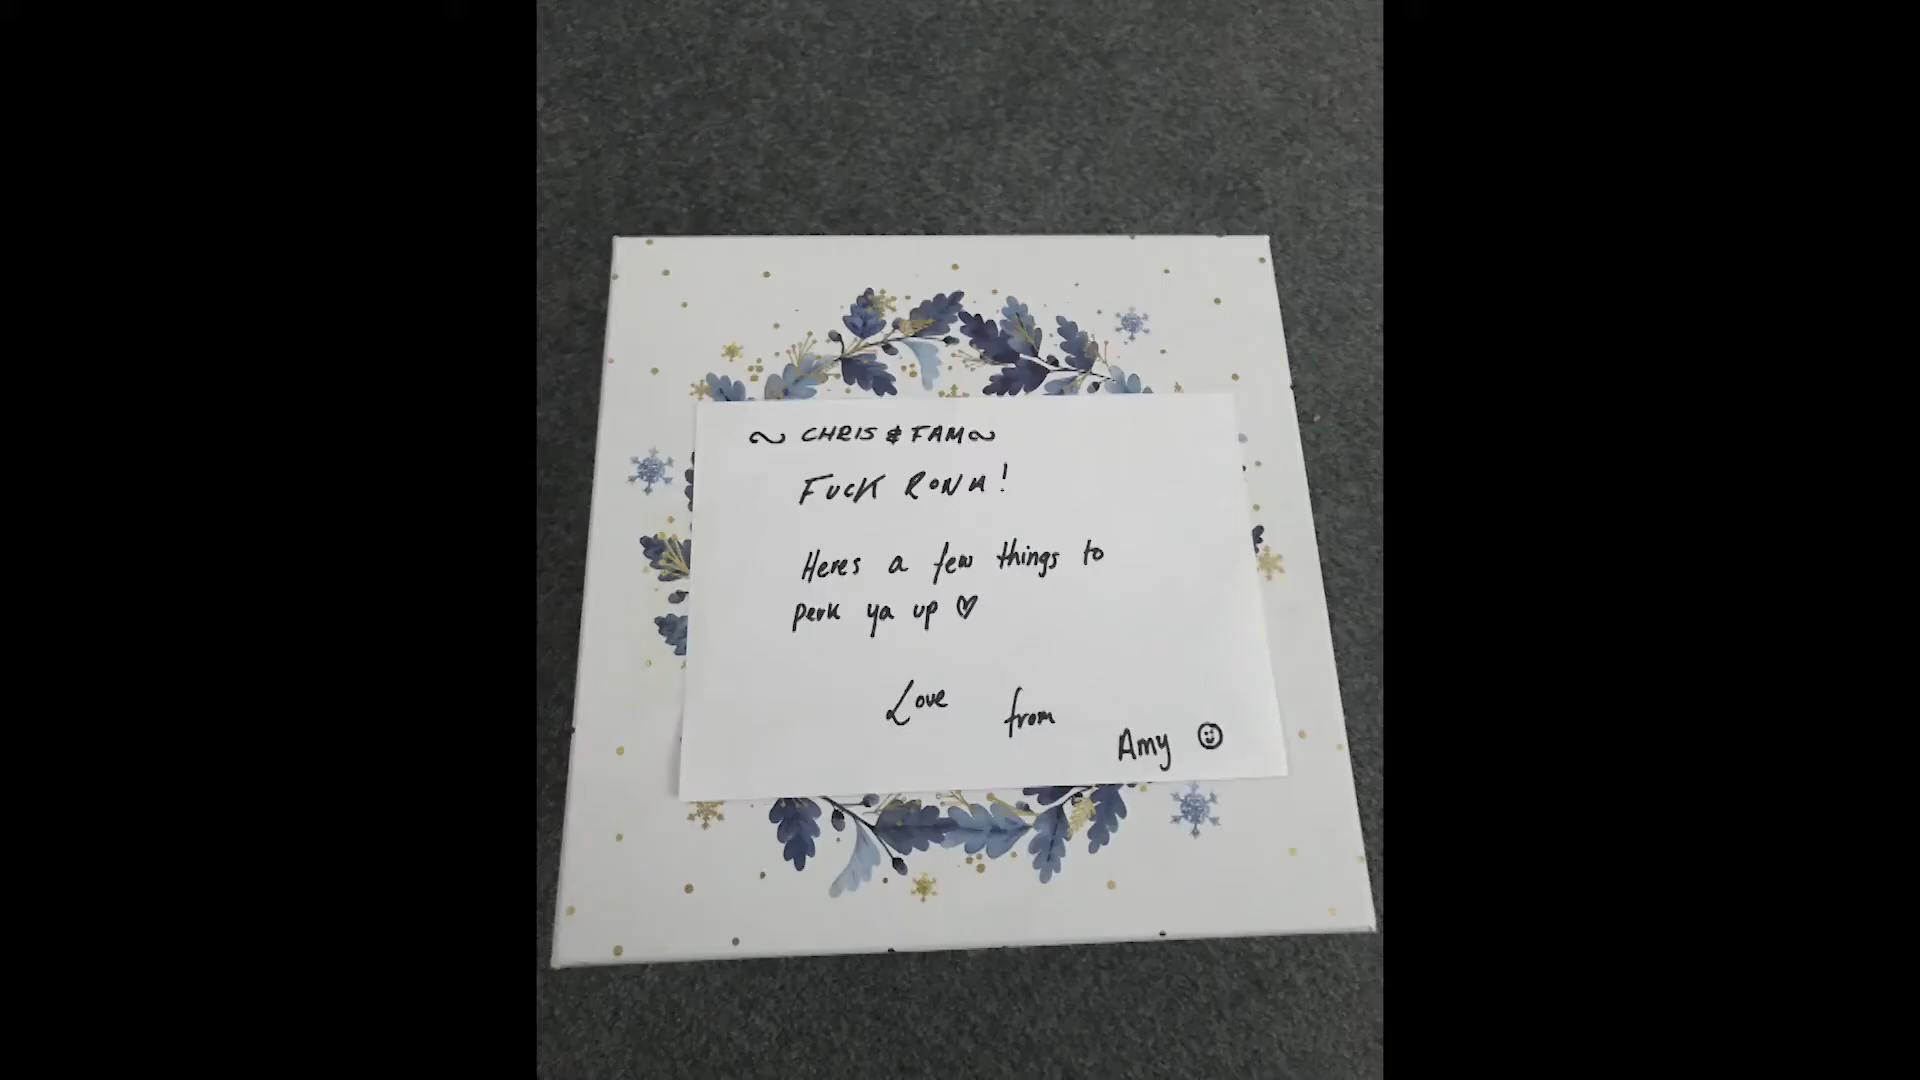 ~ CHRIS & FAM ~
FUCK RONA!
Heres a few things to
perk ya up ♡
Love from
Amy ☺